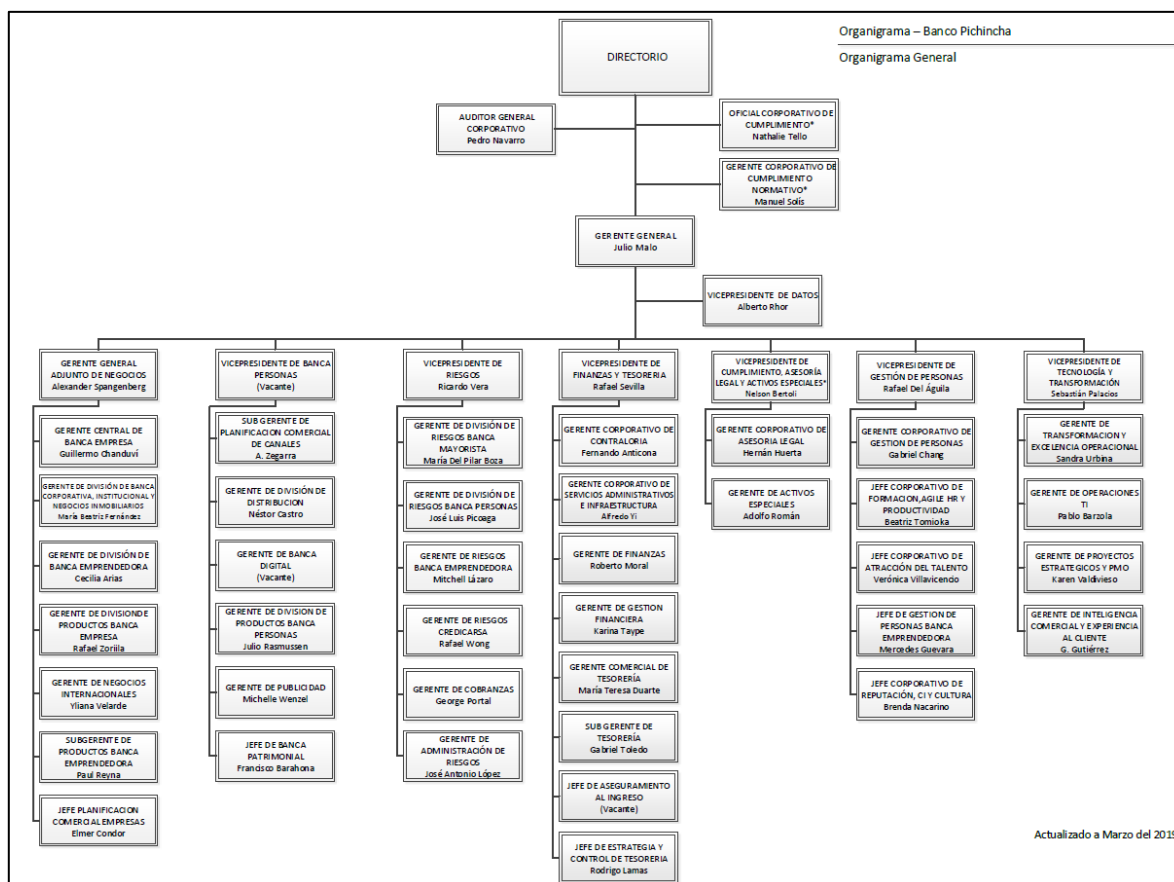 Organigrama – Banco Pichincha
Organigrama General
DIRECTORIO
AUDITOR GENERAL
CORPORATIVO
Pedro Navarro
OFICIAL CORPORATIVO DE
CUMPLIMIENTO*
Nathalie Tello
GERENTE CORPORATIVO DE
CUMPLIMIENTO
NORMATIVO*
Manuel Solís
GERENTE GENERAL
Julio Malo
VICEPRESIDENTE DE DATOS
Alberto Rhor
GERENTE GENERAL
ADJUNTO DE NEGOCIOS
Alexander Spangenberg
GERENTE CENTRAL DE
BANCA EMPRESA
Guillermo Chanduví
GERENTE DE DIVISIÓN DE BANCA
CORPORATIVA, INSTITUCIONAL Y
NEGOCIOS INMOBILIARIOS
María Beatriz Fernández
GERENTE DE DIVISIÓN DE
BANCA EMPRENDEDORA
Cecilia Arias
GERENTE DE DIVISIONDE
PRODUCTOS BANCA
EMPRESA
Rafael Zoriila
GERENTE DE NEGOCIOS
INTERNACIONALES
Yliana Velarde
SUBGERENTE DE
PRODUCTOS BANCA
EMPRENDEDORA
Paul Reyna
JEFE PLANIFICACION
COMERCIAL EMPRESAS
Elmer Condor
VICEPRESIDENTE DE BANCA
PERSONAS
(Vacante)
SUB GERENTE DE
PLANIFICACION COMERCIAL
DE CANALES
A. Zegarra
GERENTE DE DIVISIÓN DE
DISTRIBUCION
Néstor Castro
GERENTE DE BANCA
DIGITAL
(Vacante)
GERENTE DE DIVISION DE
PRODUCTOS BANCA
PERSONAS
Julio Rasmussen
GERENTE DE PUBLICIDAD
Michelle Wenzel
JEFE DE BANCA
PATRIMONIAL
Francisco Barahona
VICEPRESIDENTE DE
RIESGOS
Ricardo Vera
GERENTE DE DIVISIÓN DE
RIESGOS BANCA
MAYORISTA
María Del Pilar Boza
GERENTE DE DIVISIÓN DE
RIESGOS BANCA PERSONAS
José Luis Picoaga
GERENTE DE RIESGOS
BANCA EMPRENDEDORA
Mitchell Lázaro
GERENTE DE RIESGOS
CREDICARSA
Rafael Wong
GERENTE DE COBRANZAS
George Portal
GERENTE DE
ADMINISTRACIÓN DE
RIESGOS
José Antonio López
VICEPRESIDENTE DE
FINANZAS Y TESORERIA
Rafael Sevilla
GERENTE CORPORATIVO DE
CONTRALORIA
Fernando Anticona
GERENTE CORPORATIVO DE
SERVICIOS ADMINISTRATIVOS
E INFRAESTRUCTURA
Alfredo Yi
GERENTE DE FINANZAS
Roberto Moral
GERENTE DE GESTION
FINANCIERA
Karina Taype
GERENTE COMERCIAL DE
TESORERÍA
María Teresa Duarte
SUB GERENTE DE
TESORERÍA
Gabriel Toledo
JEFE DE ASEGURAMIENTO
AL INGRESO
(Vacante)
JEFE DE ESTRATEGIA Y
CONTROL DE TESORERIA
Rodrigo Lamas
VICEPRESIDENTE DE
CUMPLIMIENTO, ASESORÍA
LEGAL Y ACTIVOS ESPECIALES*
Nelson Bertoli
GERENTE CORPORATIVO DE
ASESORIA LEGAL
Hernán Huerta
GERENTE DE ACTIVOS
ESPECIALES
Adolfo Román
VICEPRESIDENTE DE
GESTIÓN DE PERSONAS
Rafael Del Águila
GERENTE CORPORATIVO DE
GESTION DE PERSONAS
Gabriel Chang
JEFE CORPORATIVO DE
FORMACION,AGILE HR Y
PRODUCTIVIDAD
Beatriz Tomioka
JEFE CORPORATIVO DE
ATRACCIÓN DEL TALENTO
Verónica Villavicencio
JEFE DE GESTION DE
PERSONAS BANCA
EMPRENDEDORA
Mercedes Guevara
JEFE CORPORATIVO DE
REPUTACIÓN, CI Y CULTURA
Brenda Nacarino
VICEPRESIDENTE DE
TECNOLOGÍA Y
TRANSFORMACIÓN
Sebastián Palacios
GERENTE DE
TRANSFORMACION Y
EXCELENCIA OPERACIONAL
Sandra Urbina
GERENTE DE OPERACIONES
TI
Pablo Barzola
GERENTE DE PROYECTOS
ESTRATEGICOS Y PMO
Karen Valdivieso
GERENTE DE INTELIGENCIA
COMERCIAL Y EXPERIENCIA
AL CLIENTE
G. Gutiérrez
Actualizado a Marzo del 2019